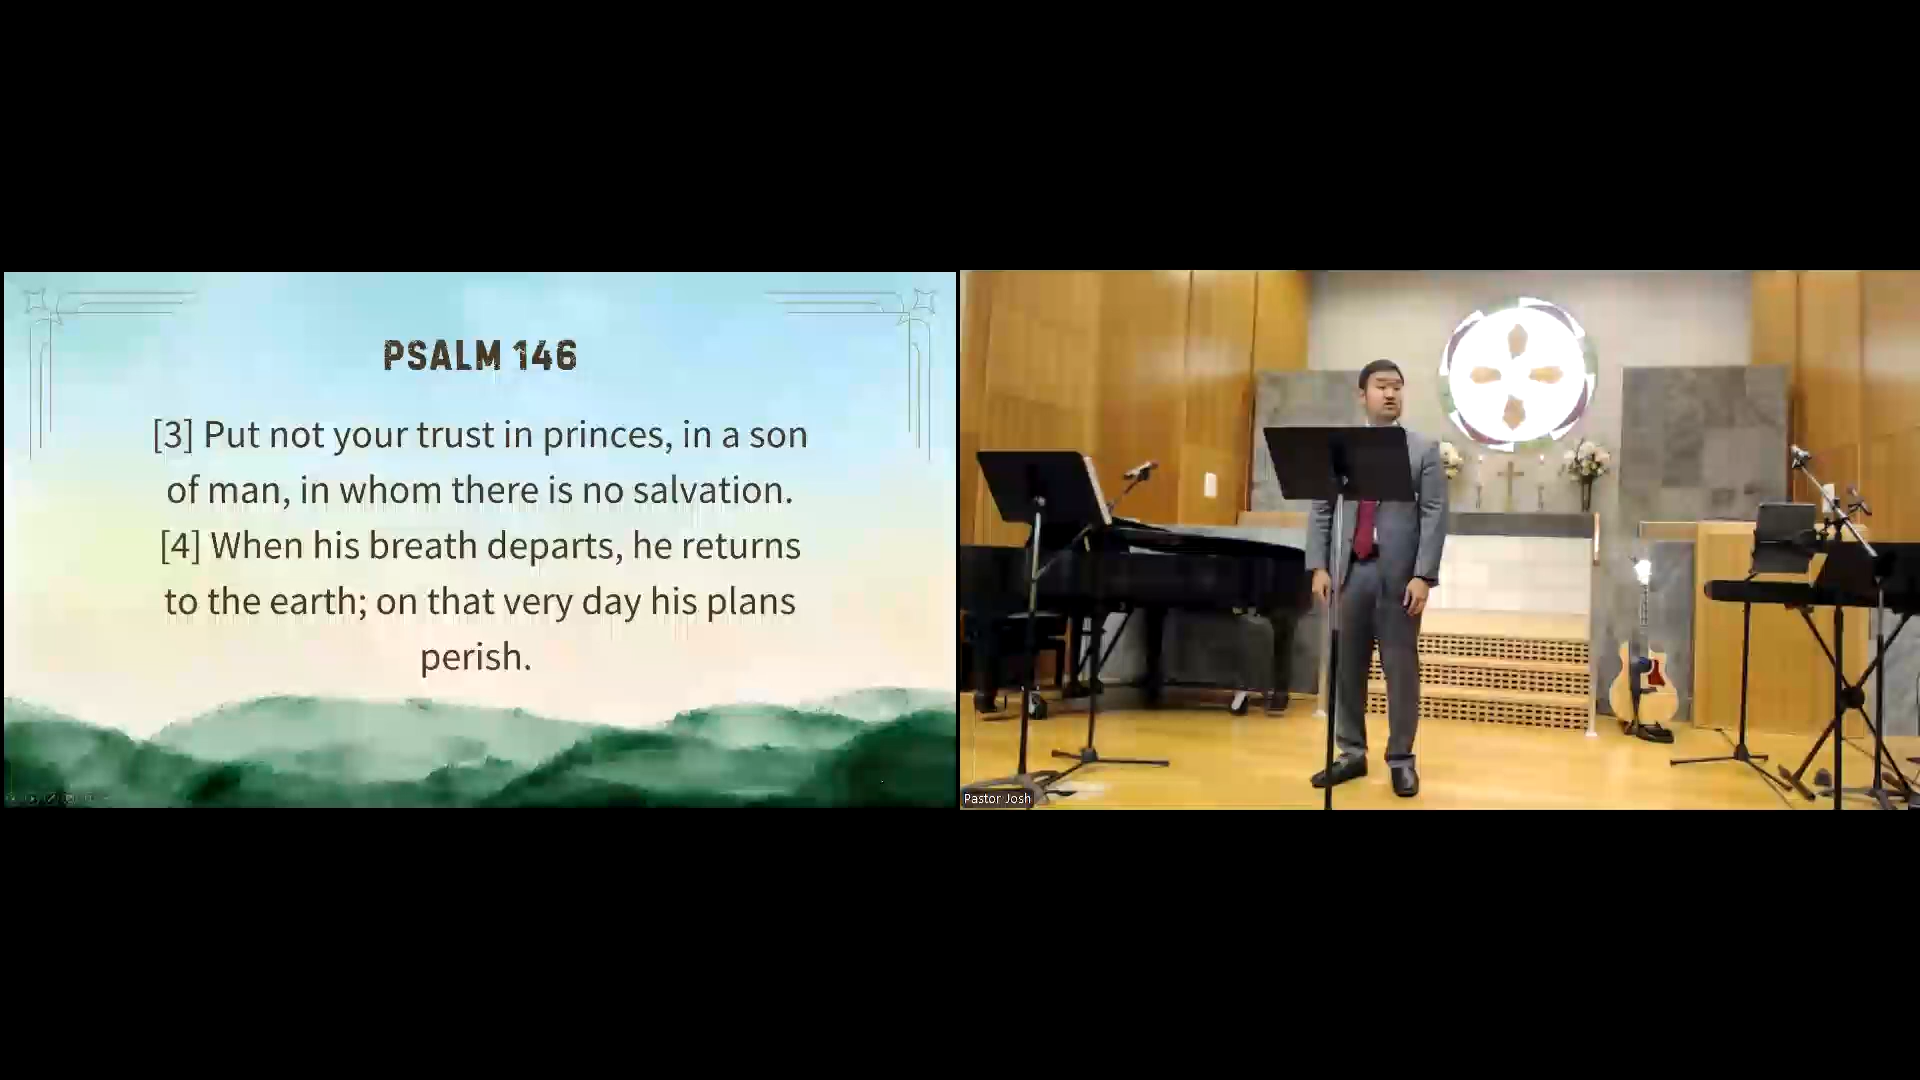 PSALM 146
[3] Put not your trust in princes, in a son
of man, in whom there is no salvation.
[4] When his breath departs, he returns
to the earth; on that very day his plans
perish.
Pastor Josh